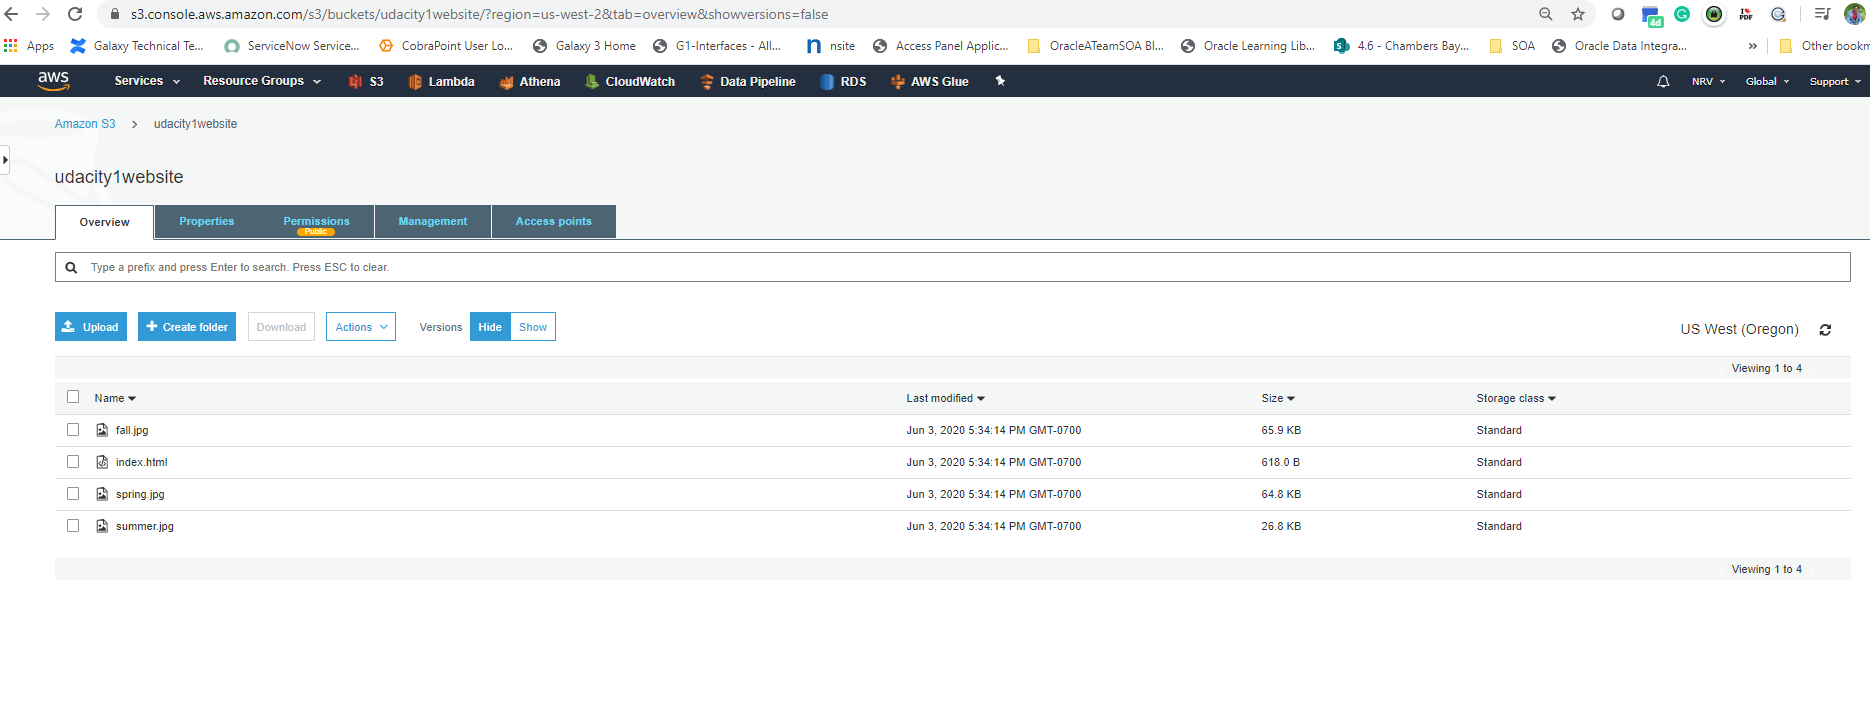 s3.console.aws.amazon.com/s3/buckets/udacity1website/?region=us-west-2&tab=overview&showversions=false
4d
I PDF
Apps Galaxy Technical Te... ServiceNow Service... CobraPoint User Lo... Galaxy 3 Home G1-Interfaces - All... nsite Access Panel Applic... OracleATeamSOA Bl... Oracle Learning Lib... 4.6 - Chambers Bay... SOA Oracle Data Integra... » Other bookm
aws Services Resource Groups S3 Lambda Athena CloudWatch Data Pipeline RDS AWS Glue NRV Global Support
Amazon S3 > udacity1website
udacity1website
Overview Properties Permissions Management Access points
Public
Type a prefix and press Enter to search. Press ESC to clear.
Upload + Create folder Download Actions Versions Hide Show US West (Oregon)
Viewing 1 to 4
Name Last modified Size Storage class
fall.jpg Jun 3, 2020 5:34:14 PM GMT-0700 65.9 KB Standard
index.html Jun 3, 2020 5:34:14 PM GMT-0700 618.0 B Standard
spring.jpg Jun 3, 2020 5:34:14 PM GMT-0700 64.8 KB Standard
summer.jpg Jun 3, 2020 5:34:14 PM GMT-0700 26.8 KB Standard
Viewing 1 to 4